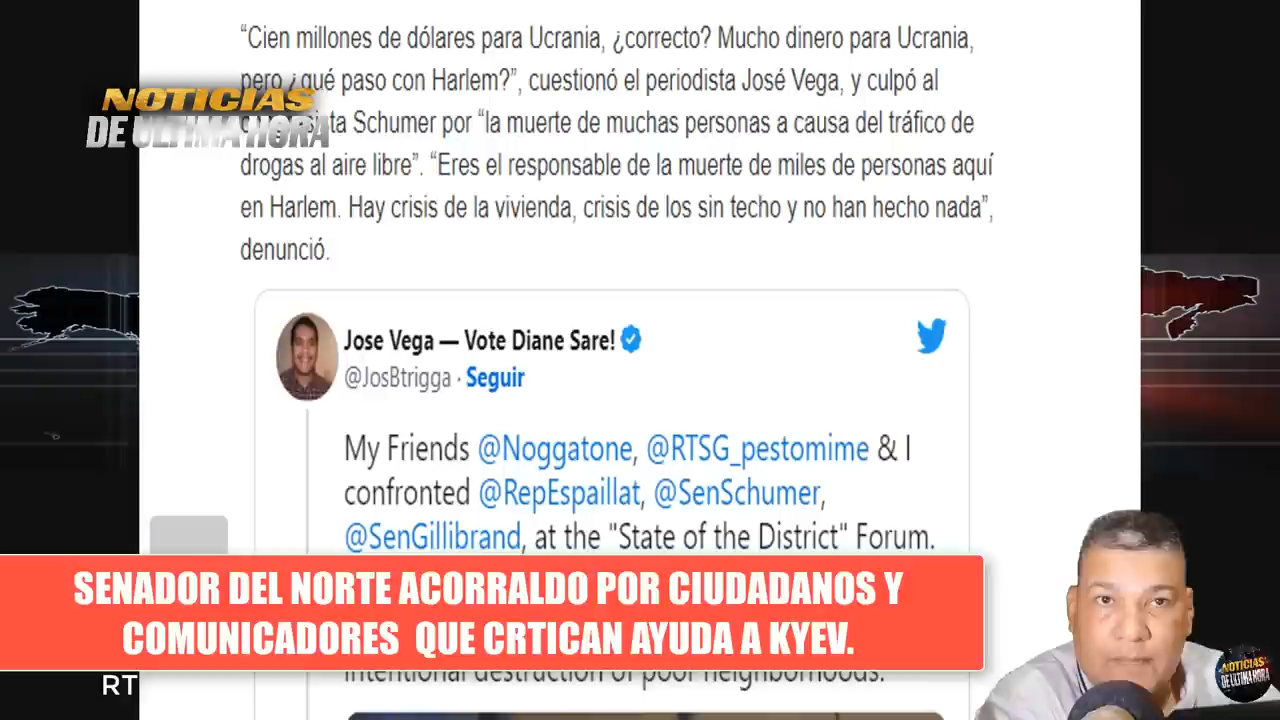 “Cien millones de dólares para Ucrania, ¿correcto? Mucho dinero para Ucrania,
pero ¿qué paso con Harlem?”, cuestionó el periodista José Vega, y culpó al
NOTICIAS
DE ULTIMA HORA
ta Schumer por “la muerte de muchas personas a causa del tráfico de
drogas al aire libre”. “Eres el responsable de la muerte de miles de personas aquí
en Harlem. Hay crisis de la vivienda, crisis de los sin techo y no han hecho nada”,
denunció.
Jose Vega — Vote Diane Sare!
@JosBtrigga · Seguir
My Friends @Noggatone, @RTSG_pestomime & I
confronted @RepEspaillat, @SenSchumer,
@SenGillibrand, at the "State of the District" Forum.
SENADOR DEL NORTE ACORRALDO POR CIUDADANOS Y
COMUNICADORES QUE CRTICAN AYUDA A KYEV.
intentional destruction of poor neighborhoods.
RT
NOTICIAS
DE ULTIMA HORA